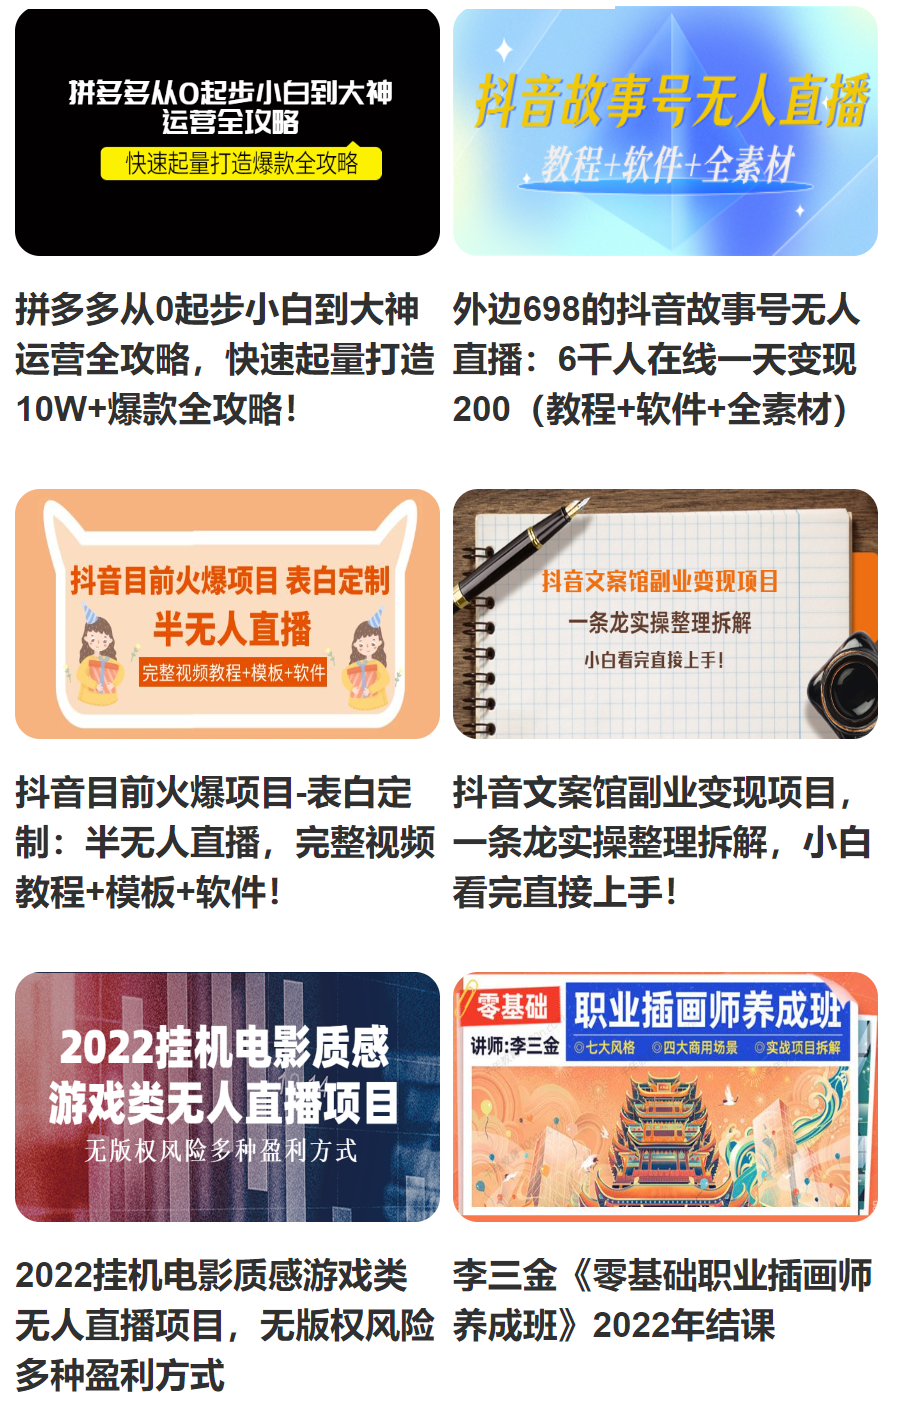 拼多多从0起步小白到大神
运营全攻略
快速起量打造爆款全攻略
抖音故事号无人直播
教程+软件+全素材
拼多多从0起步小白到大神
运营全攻略，快速起量打造
10W+爆款全攻略！
外边698的抖音故事号无人
直播：6千人在线一天变现
200（教程+软件+全素材）
抖音目前火爆项目 表白定制
半无人直播
完整视频教程+模板+软件
抖音文案馆副业变现项目
一条龙实操整理拆解
小白看完直接上手！
抖音目前火爆项目-表白定
制：半无人直播，完整视频
教程+模板+软件！
抖音文案馆副业变现项目，
一条龙实操整理拆解，小白
看完直接上手！
2022挂机电影质感
游戏类无人直播项目
无版权风险多种盈利方式
零基础
职业插画师养成班
讲师:李三金
◎七大风格 ◎四大商用场景 ◎实战项目拆解
2022挂机电影质感游戏类
无人直播项目，无版权风险
多种盈利方式
李三金《零基础职业插画师
养成班》2022年结课